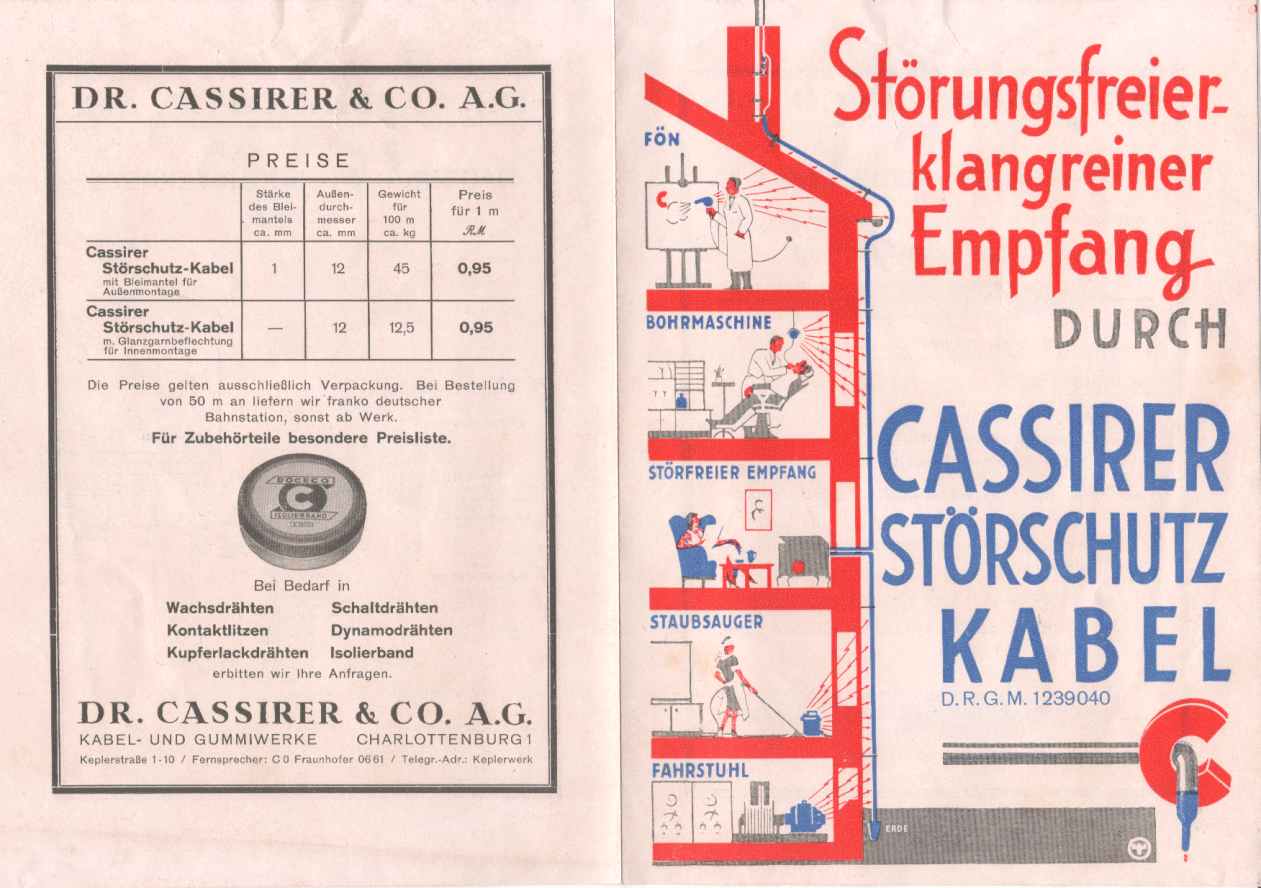 DR. CASSIRER & CO. A.G.
PREISE
Stärke des Bleimantels ca. mm
Außendurchmesser ca. mm
Gewicht für 100 m ca. kg
Preis für 1 m RM
Cassirer
Störschutz-Kabel 1 12 45 0,95
mit Bleimantel für
Außenmontage
Cassirer
Störschutz-Kabel — 12 12,5 0,95
m. Glanzgarnbeflechtung
für Innenmontage
Die Preise gelten ausschließlich Verpackung. Bei Bestellung
von 50 m an liefern wir franko deutscher
Bahnstation, sonst ab Werk.
Für Zubehörteile besondere Preisliste.
DOCECO
C
ISOLIERBAND
Bei Bedarf in
Wachsdrähten Schaltdrähten
Kontaktlitzen Dynamodrähten
Kupferlackdrähten Isolierband
erbitten wir Ihre Anfragen.
DR. CASSIRER & CO. A.G.
KABEL- UND GUMMIWERKE CHARLOTTENBURG 1
Keplerstraße 1-10 / Fernsprecher: C 0 Fraunhofer 0661 / Telegr.-Adr.: Keplerwerk
Störungsfreier-
klangreiner
Empfang
DURCH
CASSIRER
STÖRSCHUTZ
KABEL
D.R.G.M. 1239040
FÖN
BOHRMASCHINE
STÖRFREIER EMPFANG
STAUBSAUGER
FAHRSTUHL
ERDE
C